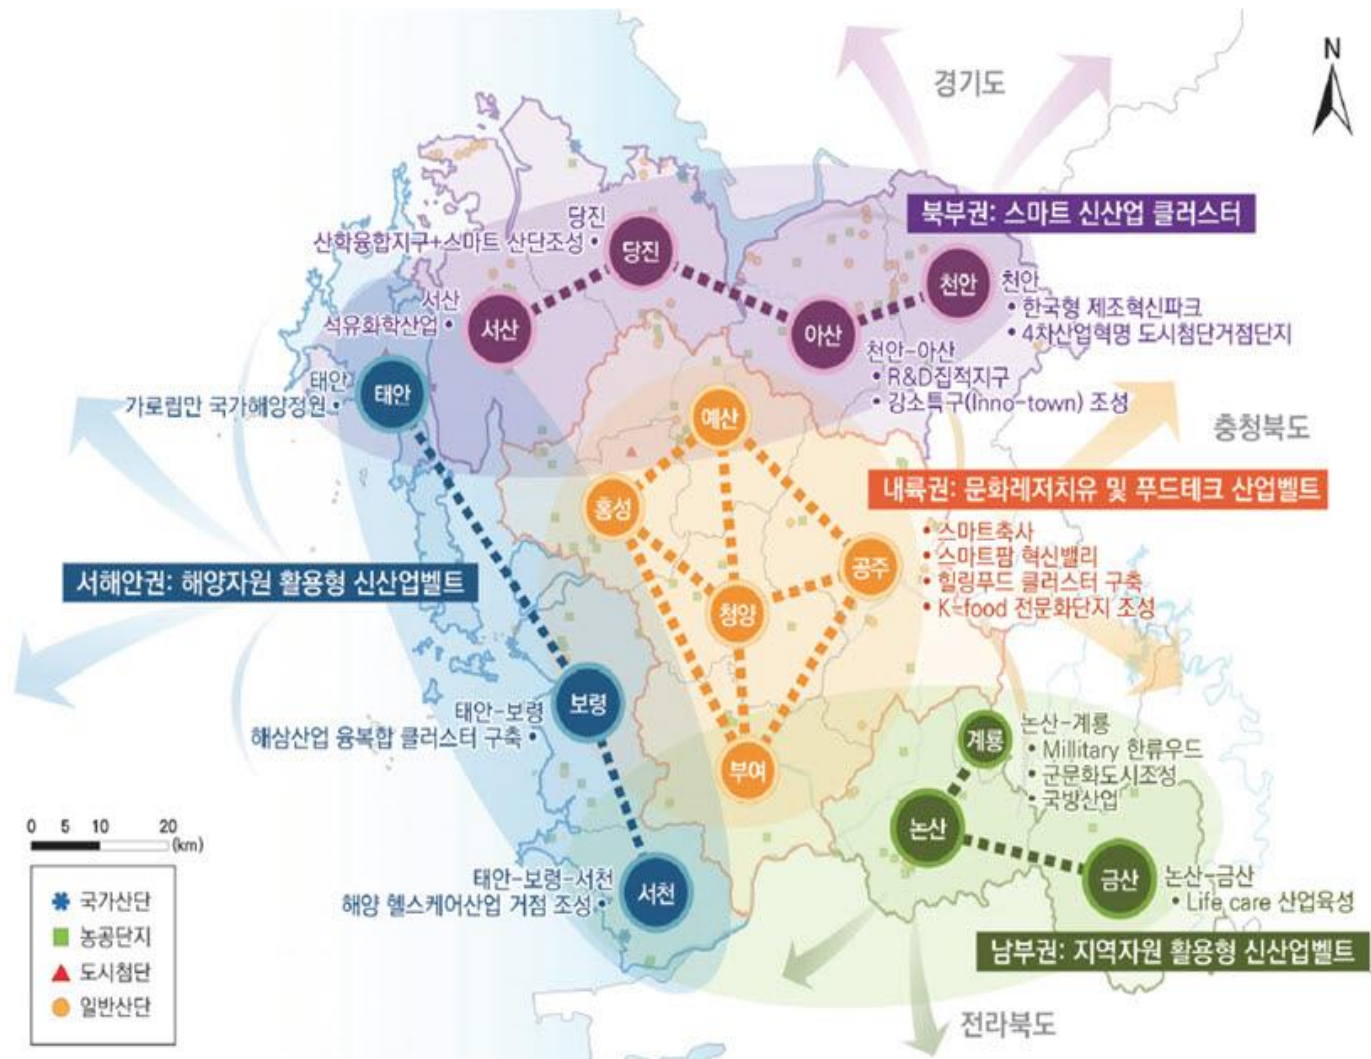 N
경기도
북부권: 스마트 신산업 클러스터
당진
산학융합지구+스마트 산단조성 •
당진
천안
천안
• 한국형 제조혁신파크
• 4차산업혁명 도시첨단거점단지
서산
석유화학산업 •
서산
아산
천안-아산
• R&D집적지구
• 강소특구(Inno-town) 조성
태안
가로림만 국가해양정원 •
태안
예산
충청북도
내륙권: 문화레저치유 및 푸드테크 산업벨트
• 스마트축사
• 스마트팜 혁신밸리
• 힐링푸드 클러스터 구축
• K-food 전문화단지 조성
홍성
공주
청양
부여
서해안권: 해양자원 활용형 신산업벨트
보령
태안-보령
해삼산업 융복합 클러스터 구축 •
계룡
논산-계룡
• Millitary 한류우드
• 군문화도시조성
• 국방산업
논산
금산
논산-금산
• Life care 산업육성
태안-보령-서천
해양 헬스케어산업 거점 조성 •
서천
남부권: 지역자원 활용형 신산업벨트
전라북도
0 5 10 20
(km)
국가산단
농공단지
도시첨단
일반산단